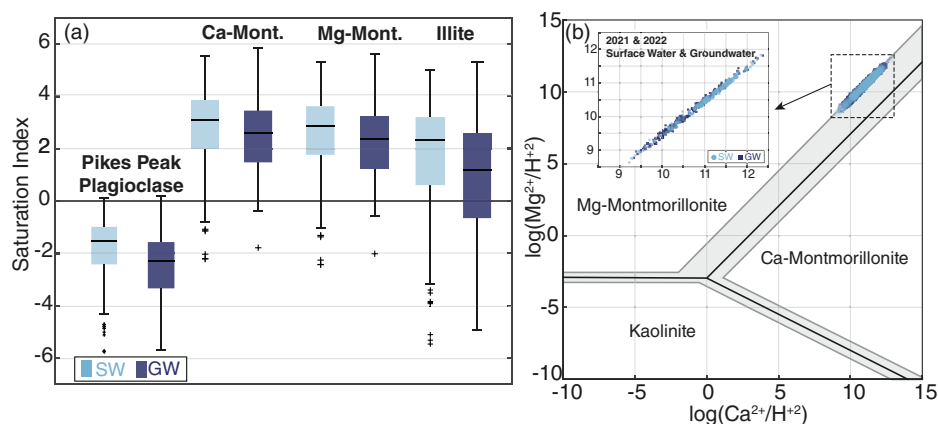 (a)
Ca-Mont.
Mg-Mont.
Illite
Pikes Peak
Plagioclase
Saturation Index
6
4
2
0
-2
-4
-6
SW
GW
(b)
2021 & 2022
Surface Water & Groundwater
12
11
11
10
9
9
9
10
10
11
12
SW
GW
Mg-Montmorillonite
Ca-Montmorillonite
Kaolinite
log(Mg2+/H+2)
15
10
5
0
-5
-10
-10
-5
0
5
10
15
log(Ca2+/H+2)